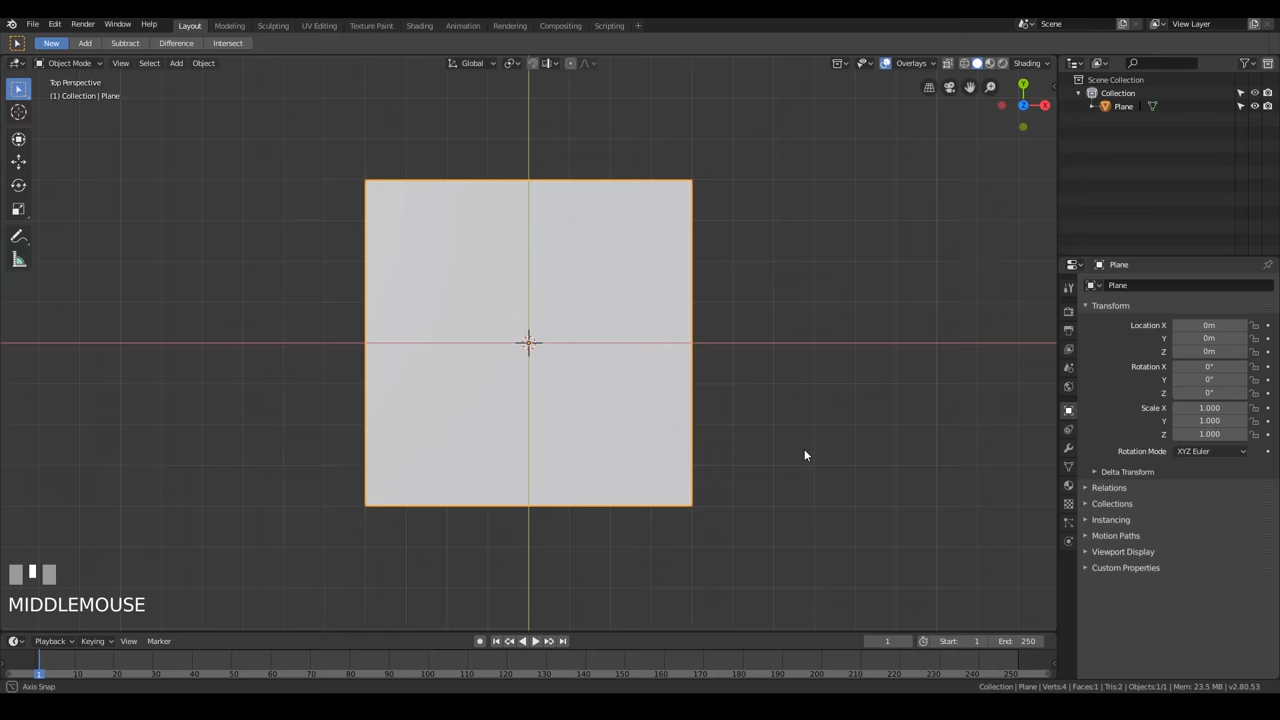 File Edit Render Window Help Layout Modeling Sculpting UV Editing Texture Paint Shading Animation Rendering Compositing Scripting + Scene View Layer
New Add Subtract Difference Intersect
Object Mode View Select Add Object Global Overlays Shading
Top Perspective
(1) Collection | Plane
Y
Z
X
Scene Collection
Collection
Plane
Plane
Plane
Transform
Location X 0m
Y 0m
Z 0m
Rotation X 0°
Y 0°
Z 0°
Scale X 1.000
Y 1.000
Z 1.000
Rotation Mode XYZ Euler
Delta Transform
Relations
Collections
Instancing
Motion Paths
Viewport Display
Custom Properties
MIDDLEMOUSE
Playback Keying View Marker 1 Start: 1 End: 250
1 10 20 30 40 50 60 70 80 90 100 110 120 130 140 150 160 170 180 190 200 210 220 230 240 250
Axis Snap
Collection | Plane | Verts:4 | Faces:1 | Tris:2 | Objects:1/1 | Mem: 23.5 MB | v2.80.53